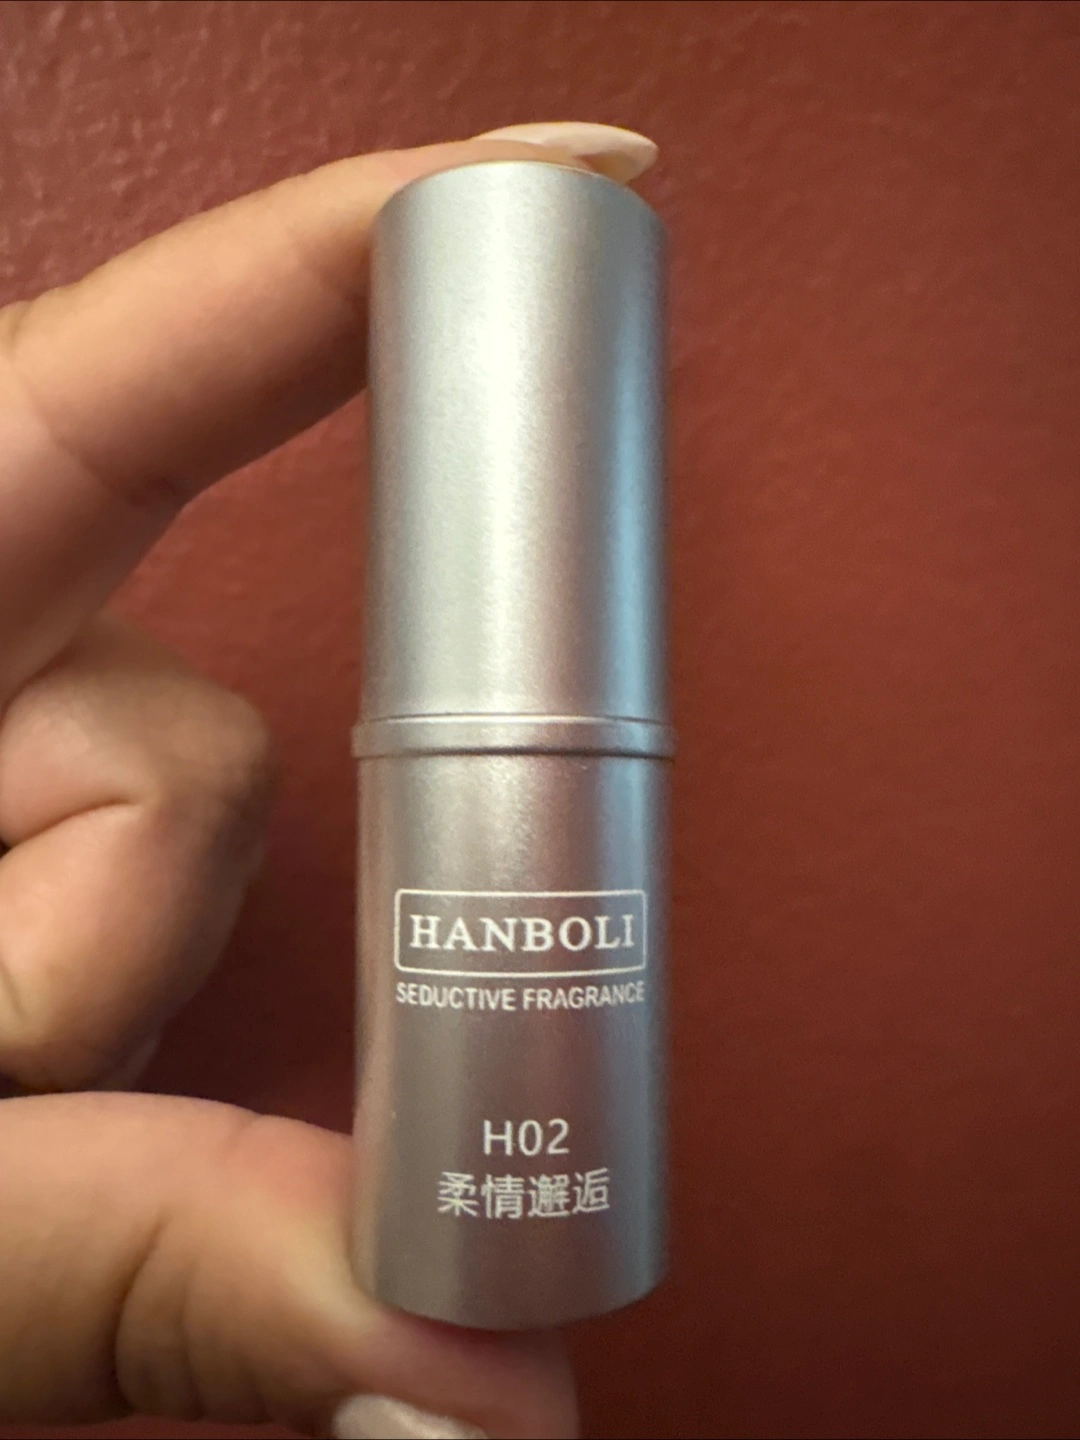 HANBOLI
SEDUCTIVE FRAGRANCE
H02
柔情邂逅